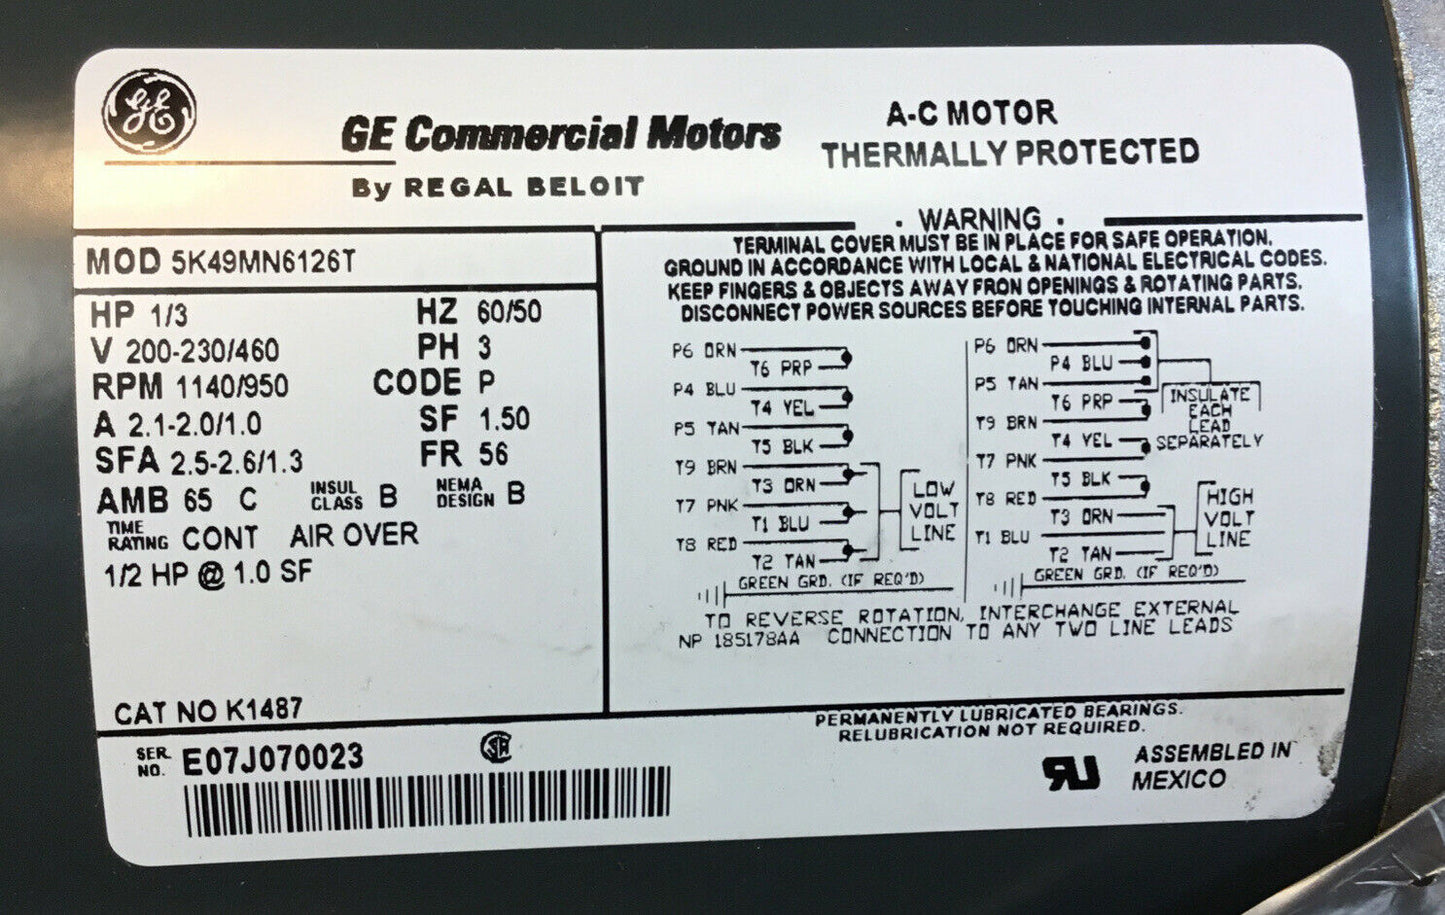 GE
GE Commercial Motors
By REGAL BELOIT
A-C MOTOR
THERMALLY PROTECTED
MOD 5K49MN6126T
HP 1/3 HZ 60/50
V 200-230/460 PH 3
RPM 1140/950 CODE P
A 2.1-2.0/1.0 SF 1.50
SFA 2.5-2.6/1.3 FR 56
AMB 65 C INSUL CLASS B NEMA DESIGN B
TIME RATING CONT AIR OVER
1/2 HP @ 1.0 SF
CAT NO K1487
· WARNING ·
TERMINAL COVER MUST BE IN PLACE FOR SAFE OPERATION.
GROUND IN ACCORDANCE WITH LOCAL & NATIONAL ELECTRICAL CODES.
KEEP FINGERS & OBJECTS AWAY FRON OPENINGS & ROTATING PARTS.
DISCONNECT POWER SOURCES BEFORE TOUCHING INTERNAL PARTS.
P6 ORN
T6 PRP
P4 BLU
T4 YEL
P5 TAN
T5 BLK
T9 BRN
T3 ORN
T7 PNK
T1 BLU
T8 RED
T2 TAN
LOW
VOLT
LINE
GREEN GRD. (IF REQ'D)
P6 ORN
P4 BLU
P5 TAN
T6 PRP
T9 BRN
T4 YEL
T7 PNK
T5 BLK
T8 RED
T3 ORN
T1 BLU
T2 TAN
INSULATE
EACH
LEAD
SEPARATELY
HIGH
VOLT
LINE
GREEN GRD. (IF REQ'D)
TO REVERSE ROTATION, INTERCHANGE EXTERNAL
NP 185178AA CONNECTION TO ANY TWO LINE LEADS
SER. NO. E07J070023
SA
PERMANENTLY LUBRICATED BEARINGS.
RELUBRICATION NOT REQUIRED.
RU
ASSEMBLED IN
MEXICO